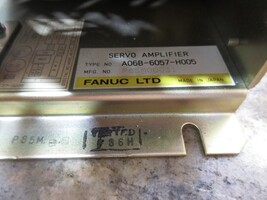 SERVO AMPLIFIER
TYPE NO A06B-6057-H005
MFG NO
FANUC LTD
MADE IN JAPAN